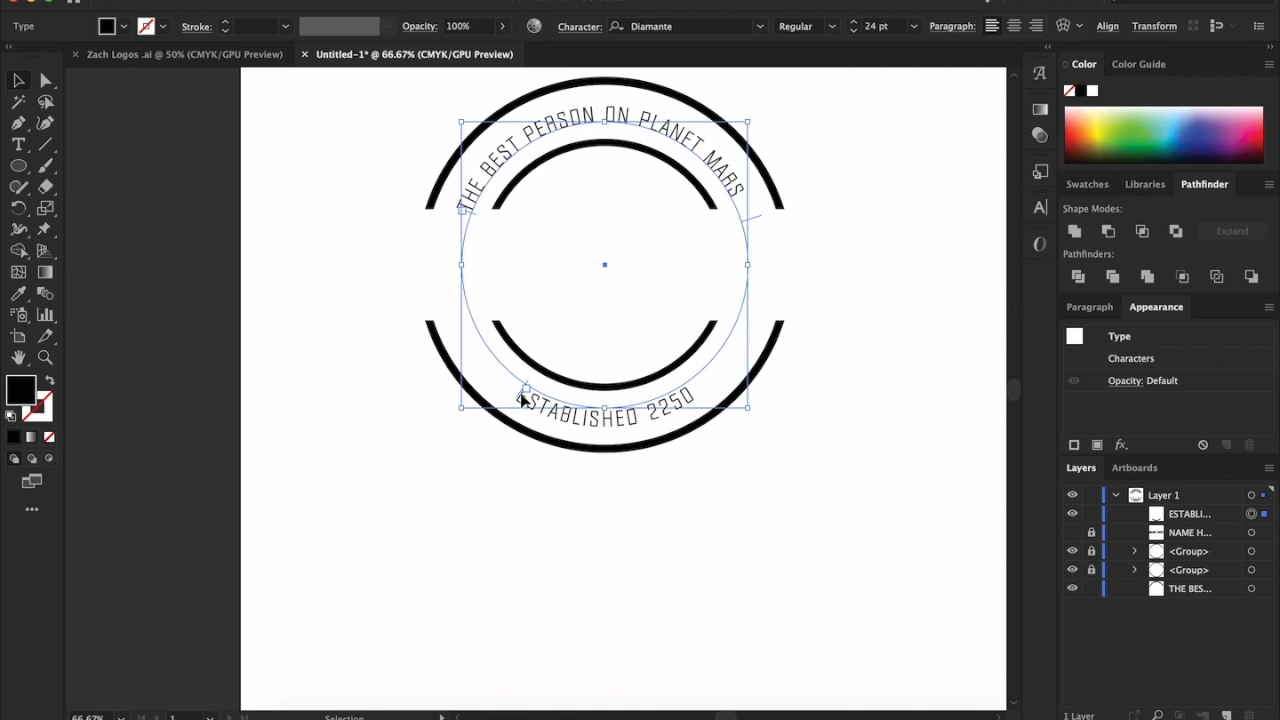 Type
Stroke:
Opacity: 100%
Character: Diamante
Regular
24 pt
Paragraph:
Align
Transform
Zach Logos .ai @ 50% (CMYK/GPU Preview)
Untitled-1* @ 66.67% (CMYK/GPU Preview)
THE BEST PERSON ON PLANET MARS
ESTABLISHED 2250
Color
Color Guide
Swatches
Libraries
Pathfinder
Shape Modes:
Expand
Pathfinders:
Paragraph
Appearance
Type
Characters
Opacity: Default
fx.
Layers
Artboards
Layer 1
ESTABLI...
NAME H...
<Group>
<Group>
THE BES...
66.67%
1
Selection
1 Layer